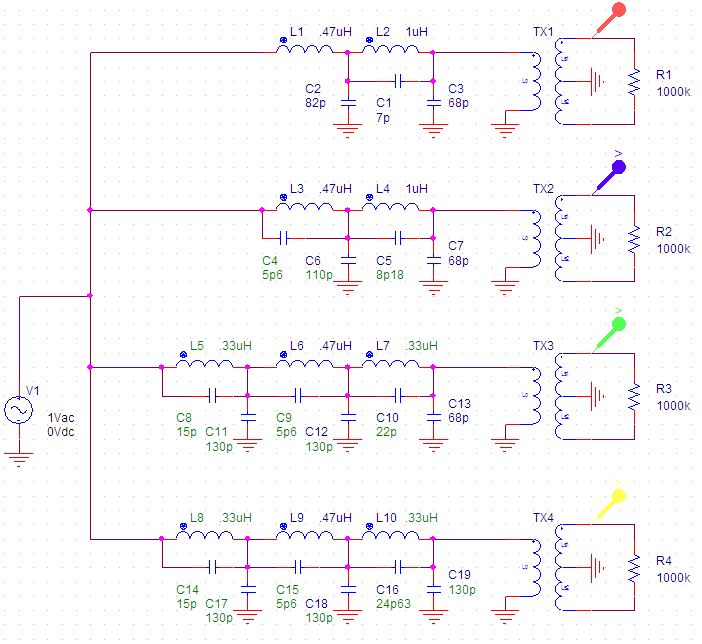 L1 .47uH L2 1uH TX1
C2 82p
C1 7p
C3 68p
R1 1000k
L3 .47uH L4 1uH TX2
C4 5p6
C6 110p
C5 8p18
C7 68p
R2 1000k
V1
1Vac
0Vdc
L5 .33uH L6 .47uH L7 .33uH TX3
C8 15p
C11 130p
C9 5p6
C12 130p
C10 22p
C13 68p
R3 1000k
L8 .33uH L9 .47uH L10 .33uH TX4
C14 15p
C17 130p
C15 5p6
C18 130p
C16 24p63
C19 130p
R4 1000k